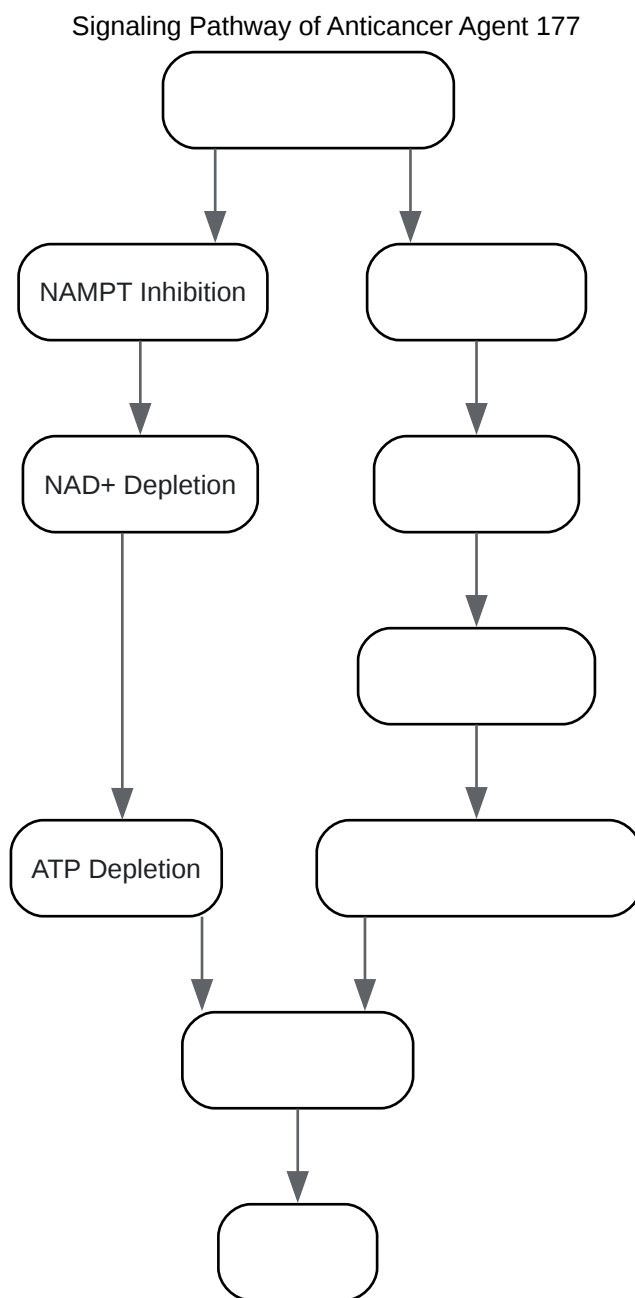 Signaling Pathway of Anticancer Agent 177
NAMPT Inhibition
NAD+ Depletion
ATP Depletion